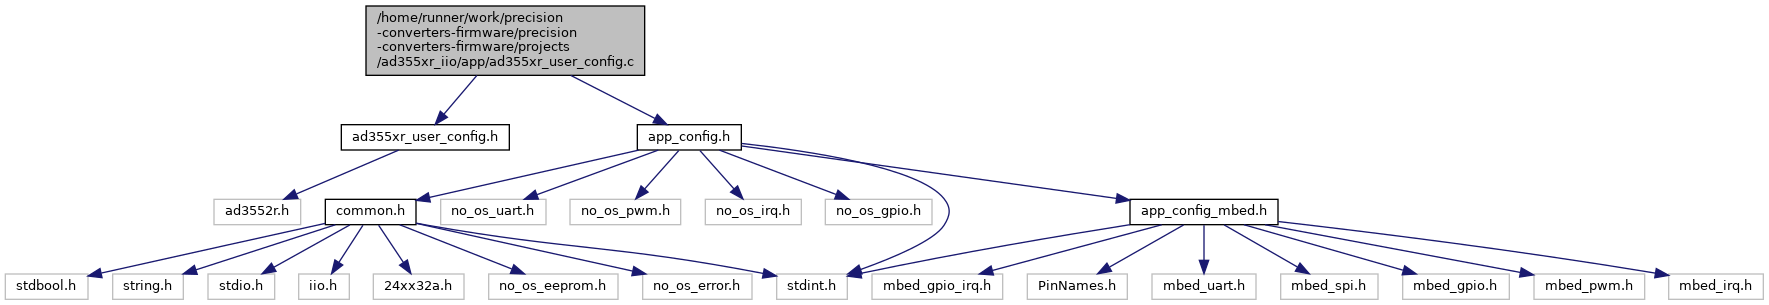 /home/runner/work/precision
-converters-firmware/precision
-converters-firmware/projects
/ad355xr_iio/app/ad355xr_user_config.c
ad355xr_user_config.h
app_config.h
ad3552r.h
common.h
no_os_uart.h
no_os_pwm.h
no_os_irq.h
no_os_gpio.h
app_config_mbed.h
stdbool.h
string.h
stdio.h
iio.h
24xx32a.h
no_os_eeprom.h
no_os_error.h
stdint.h
mbed_gpio_irq.h
PinNames.h
mbed_uart.h
mbed_spi.h
mbed_gpio.h
mbed_pwm.h
mbed_irq.h